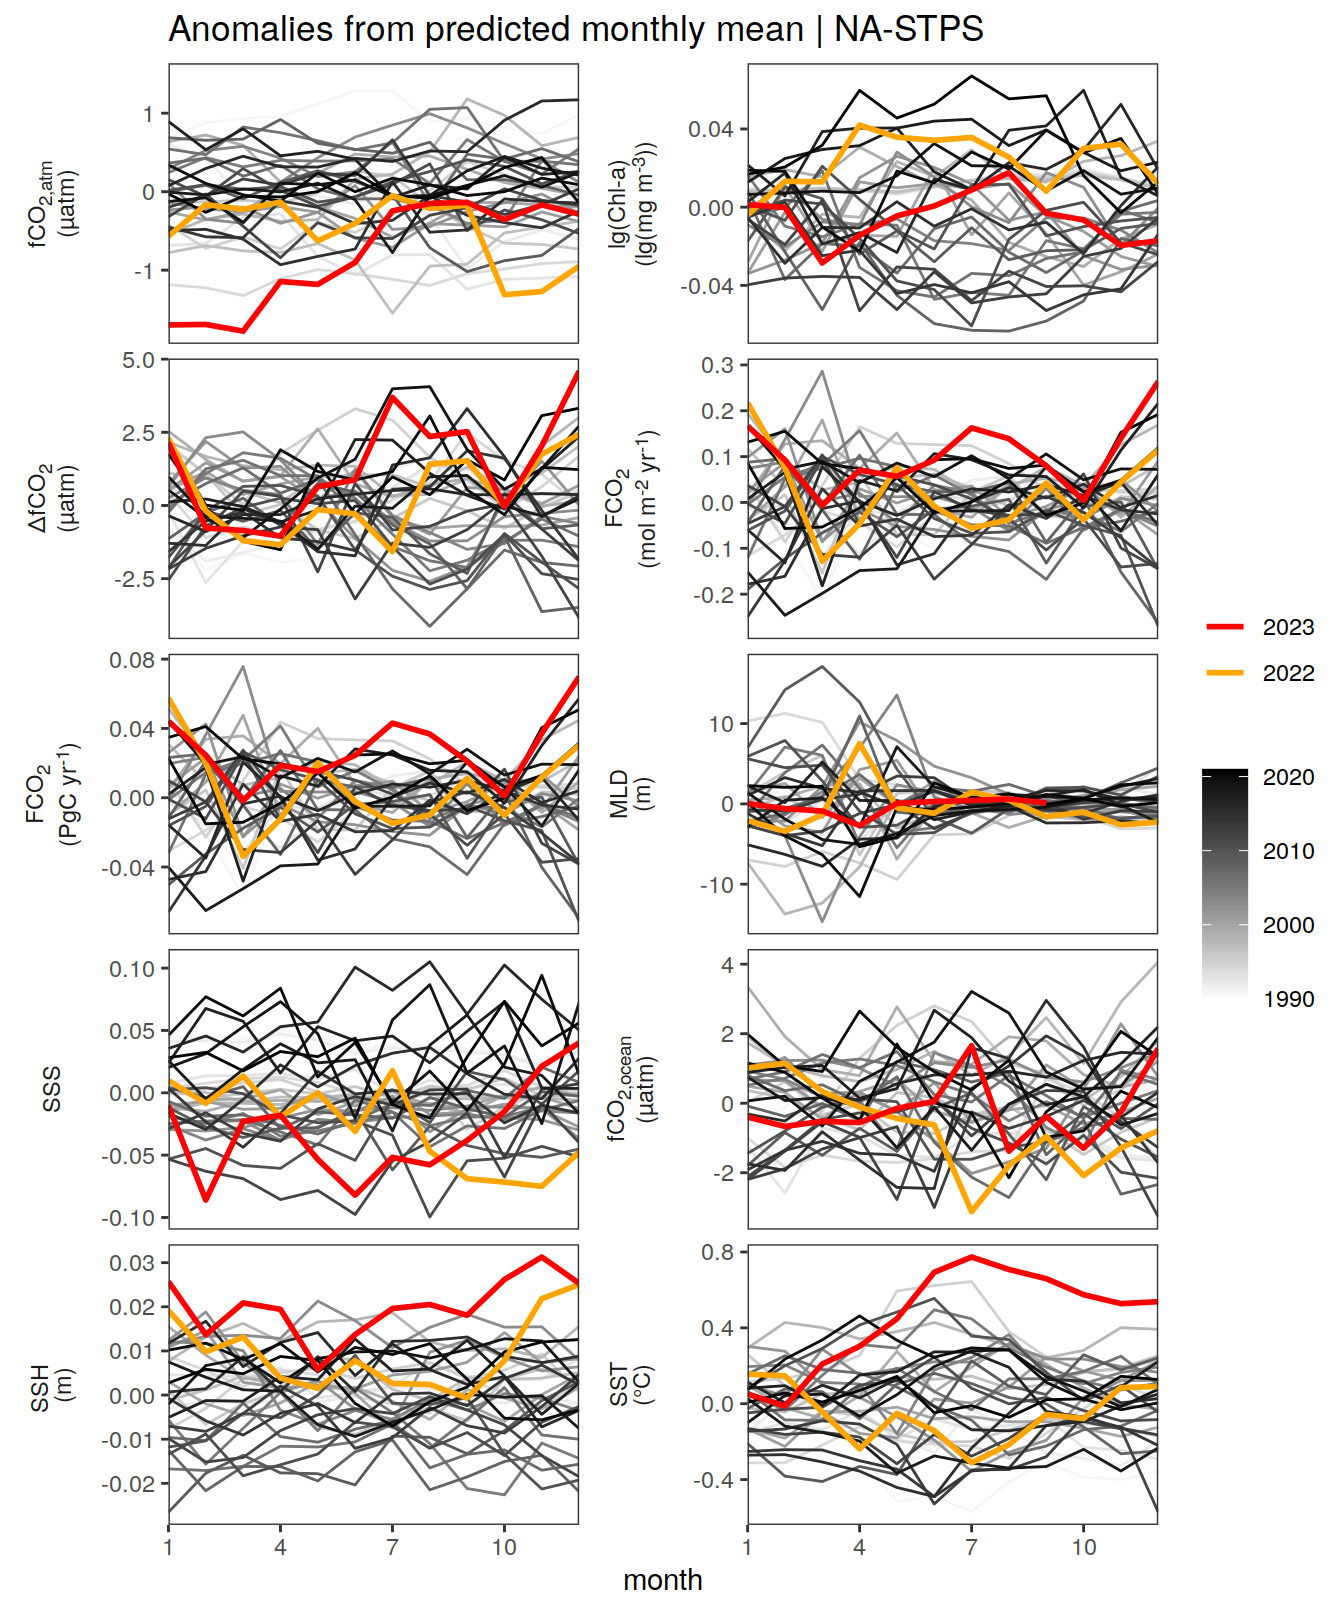 Anomalies from predicted monthly mean | NA-STPS
fCO2,atm
(µatm)
1
0
-1
lg(Chl-a)
(lg(mg m-3))
0.04
0.00
-0.04
ΔfCO2
(µatm)
5.0
2.5
0.0
-2.5
FCO2
(mol m-2 yr-1)
0.3
0.2
0.1
0.0
-0.1
-0.2
FCO2
(PgC yr-1)
0.08
0.04
0.00
-0.04
MLD
(m)
10
0
-10
SSS
0.10
0.05
0.00
-0.05
-0.10
fCO2,ocean
(µatm)
4
2
0
-2
SSH
(m)
0.03
0.02
0.01
0.00
-0.01
-0.02
SST
(°C)
0.8
0.4
0.0
-0.4
1 4 7 10
1 4 7 10
month
2023
2022
2020
2010
2000
1990